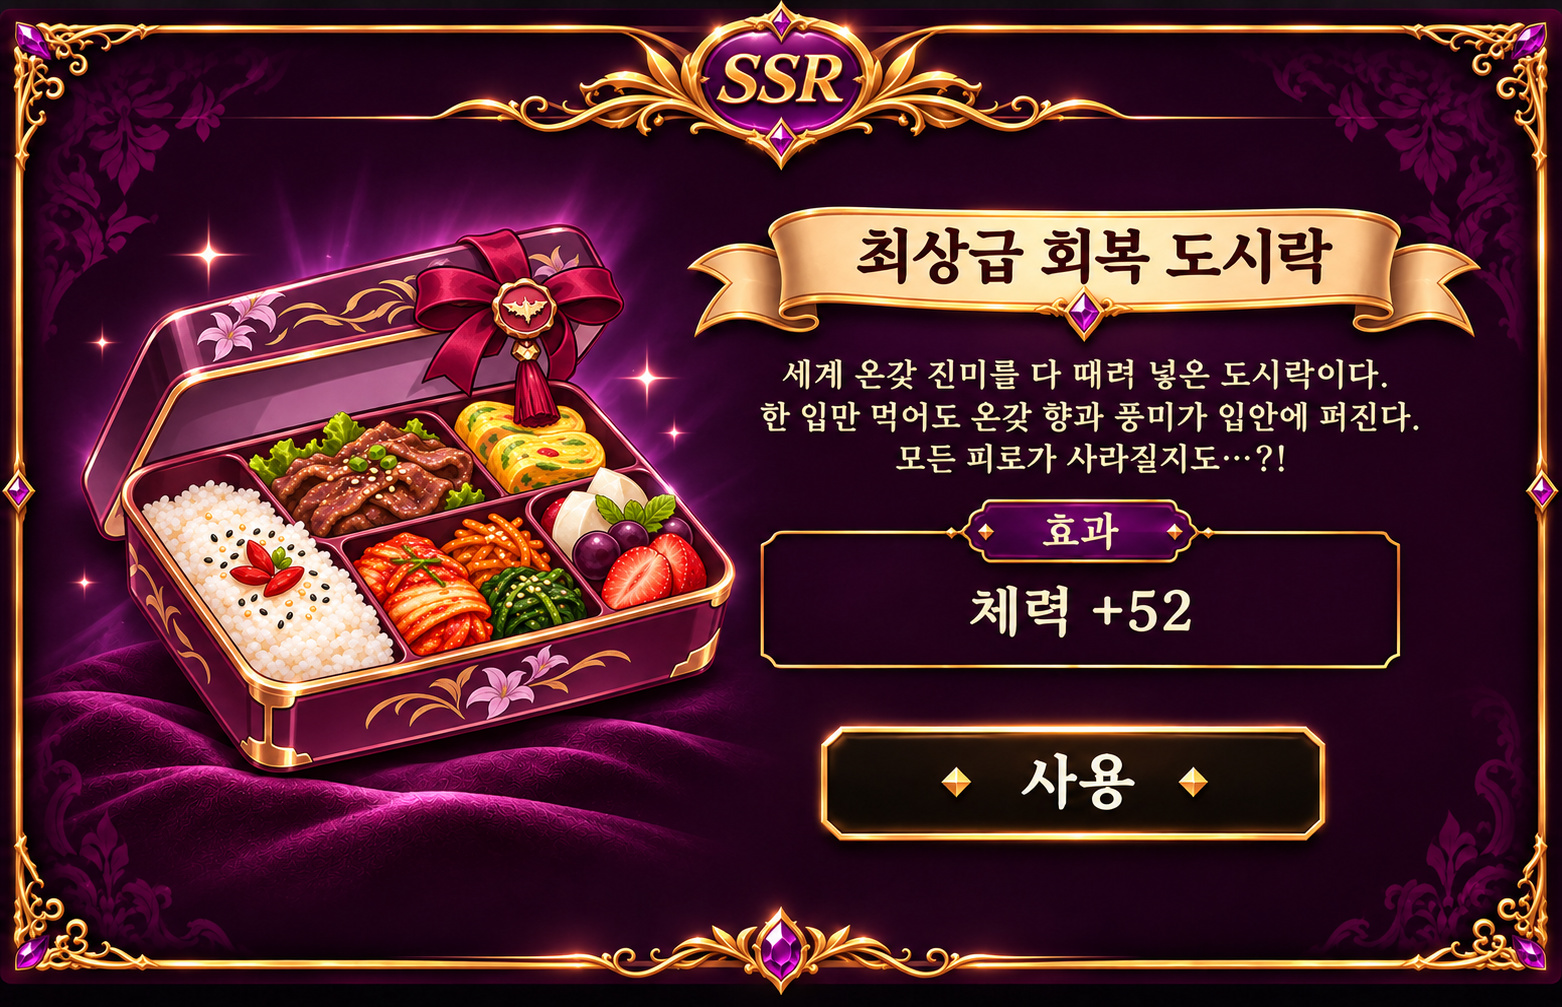 SSR
최상급 회복 도시락
세계 온갖 진미를 다 때려 넣은 도시락이다.
한 입만 먹어도 온갖 향과 풍미가 입안에 퍼진다.
모든 피로가 사라질지도…?!
효과
체력 +52
사용